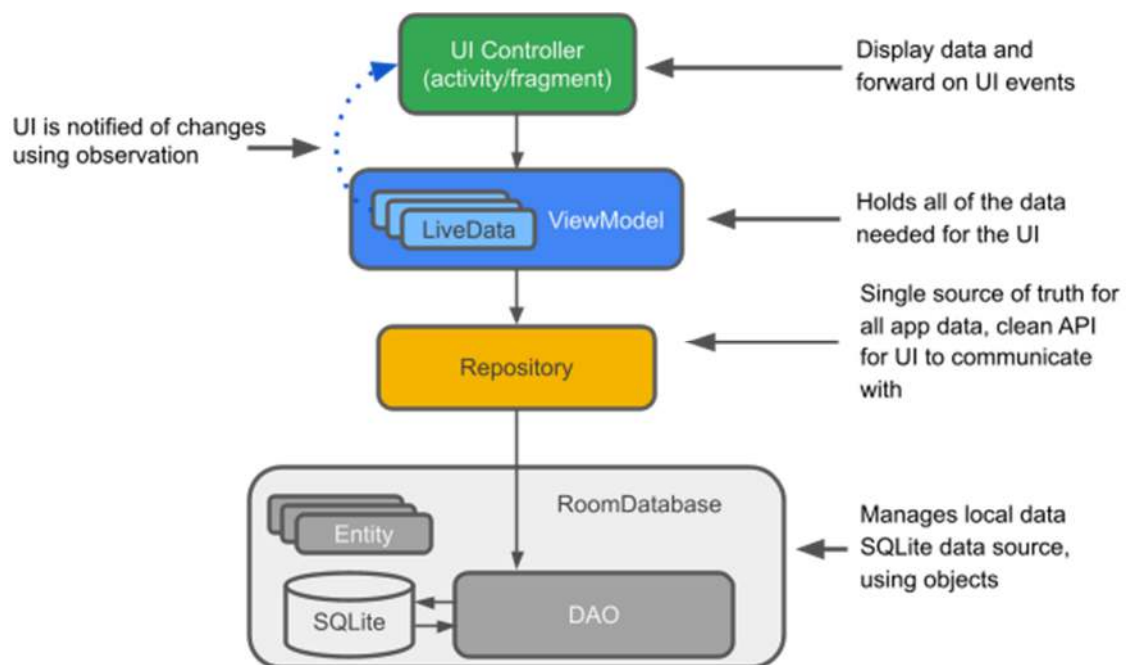 UI Controller
(activity/fragment)
Display data and
forward on UI events
UI is notified of changes
using observation
LiveData
ViewModel
Holds all of the data
needed for the UI
Repository
Single source of truth for
all app data, clean API
for UI to communicate
with
RoomDatabase
Entity
SQLite
DAO
Manages local data
SQLite data source,
using objects